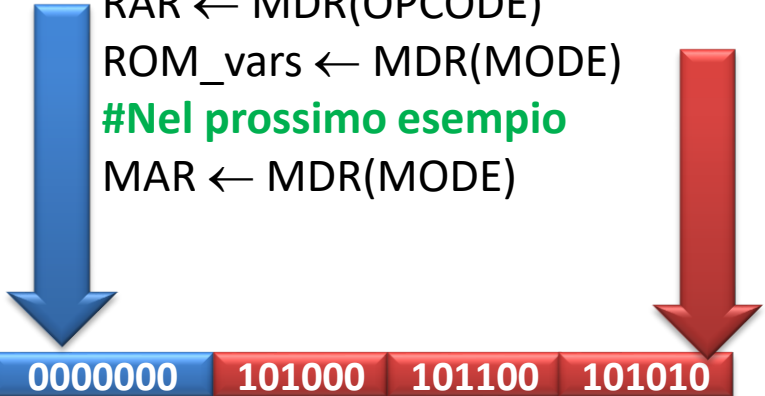 RAR ← MDR(OPCODE)
ROM_vars ← MDR(MODE)
#Nel prossimo esempio
MAR ← MDR(MODE)
0000000 101000 101100 101010